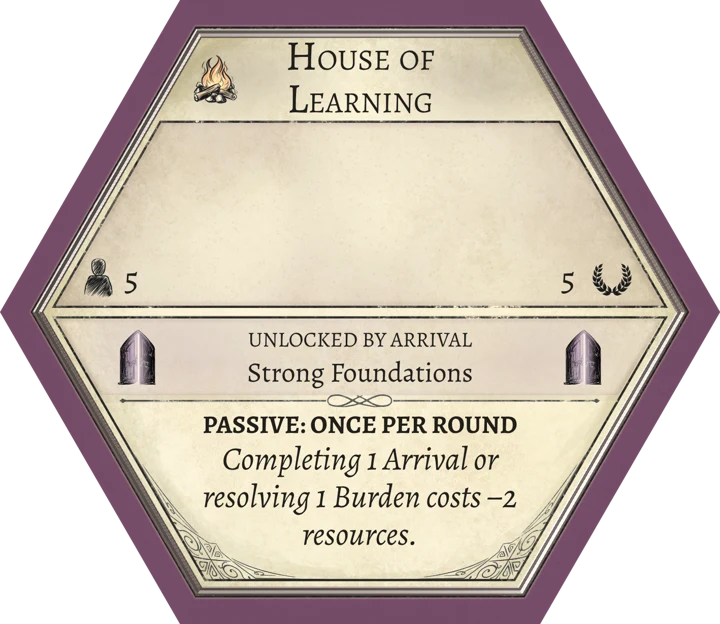 House of
Learning
5
5
UNLOCKED BY ARRIVAL
Strong Foundations
PASSIVE: ONCE PER ROUND
Completing 1 Arrival or
resolving 1 Burden costs –2
resources.